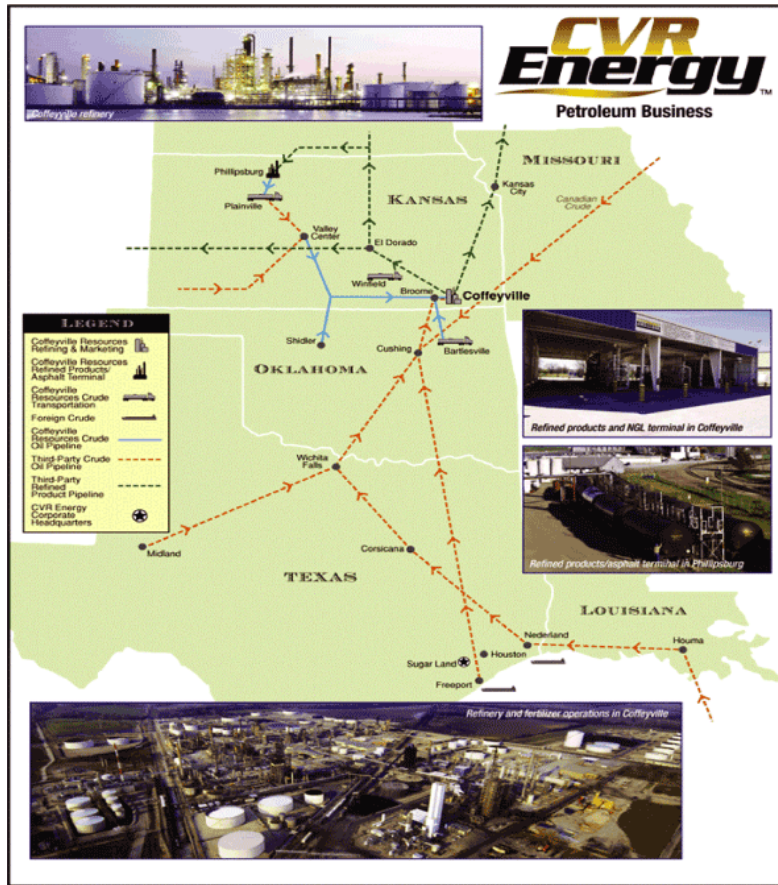 Coffeyville refinery
CVR
Energy™
Petroleum Business
MISSOURI
Phillipsburg
KANSAS
Kansas
City
Canadian
Crude
Plainville
Valley
Center
El Dorado
Winfield
Broome
Coffeyville
LEGEND
Coffeyville Resources
Refining & Marketing
Coffeyville Resources
Refined Products/
Asphalt Terminal
Coffeyville
Resources Crude
Transportation
Foreign Crude
Coffeyville
Resources Crude
Oil Pipeline
Third-Party Crude
Oil Pipeline
Third-Party
Refined
Product Pipeline
CVR Energy
Corporate
Headquarters
Shidler
Cushing
Bartlesville
OKLAHOMA
Refined products and NGL terminal in Coffeyville
Wichita
Falls
Midland
Corsicana
Refined products/asphalt terminal in Phillipsburg
TEXAS
LOUISIANA
Nederland
Houma
Houston
Sugar Land
Freeport
Refinery and fertilizer operations in Coffeyville